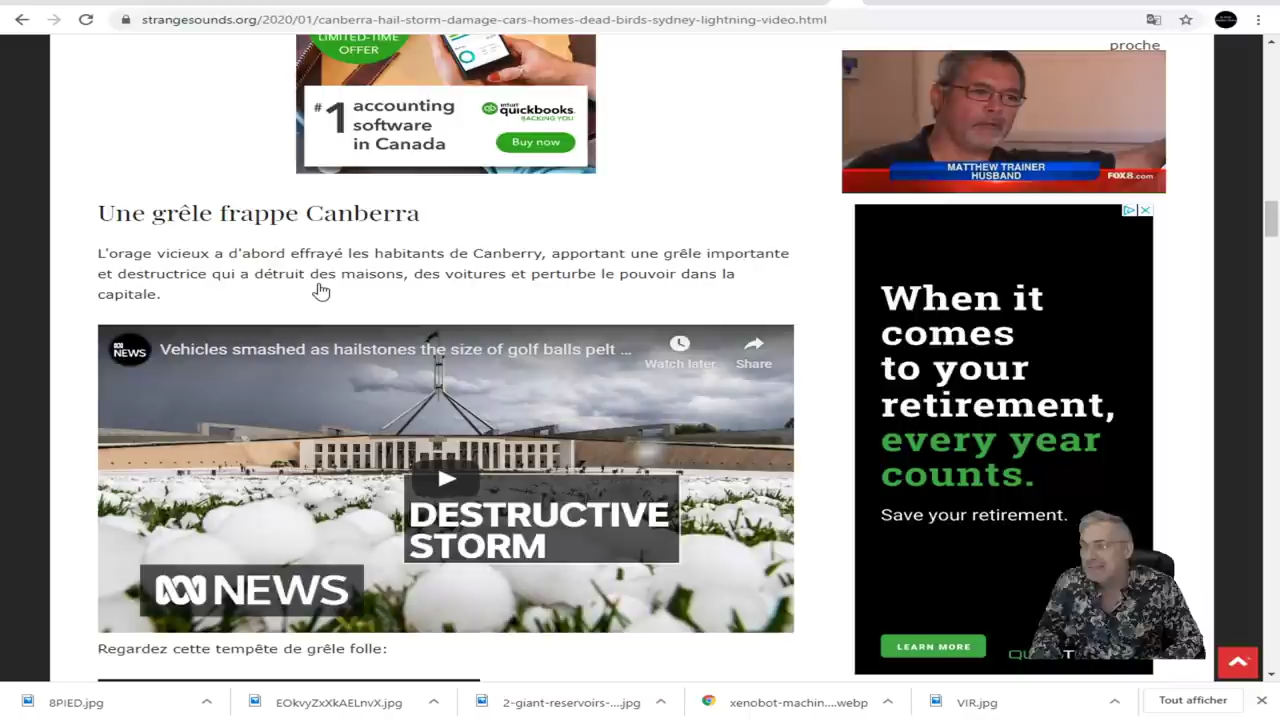 strangesounds.org/2020/01/canberra-hail-storm-damage-cars-homes-dead-birds-sydney-lightning-video.html
proche
LIMITED-TIME
OFFER
#1 accounting
software
in Canada
intuit
quickbooks.
BACKING YOU
Buy now
MATTHEW TRAINER
HUSBAND
FOX8.com
Une grêle frappe Canberra
L'orage vicieux a d'abord effrayé les habitants de Canberry, apportant une grêle importante
et destructrice qui a détruit des maisons, des voitures et perturbe le pouvoir dans la
capitale.
NEWS
Vehicles smashed as hailstones the size of golf balls pelt ...
Watch later
Share
DESTRUCTIVE
STORM
NEWS
Regardez cette tempête de grêle folle:
When it
comes
to your
retirement,
every year
counts.
Save your retirement.
LEARN MORE
8PIED.jpg
EOkvyZxXkAELnvX.jpg
2-giant-reservoirs-....jpg
xenobot-machin....webp
VIR.jpg
Tout afficher